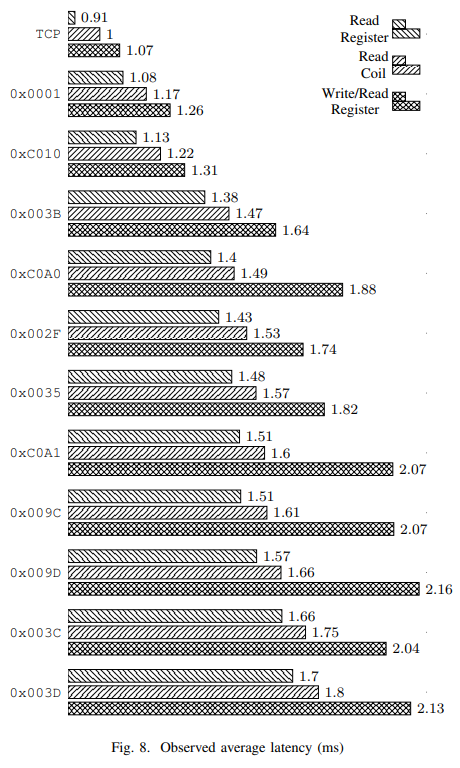 0.91
TCP 1
1.07
1.08
0x0001 1.17
1.26
1.13
0xC010 1.22
1.31
1.38
0x003B 1.47
1.64
1.4
0xC0A0 1.49
1.88
1.43
0x002F 1.53
1.74
1.48
0x0035 1.57
1.82
1.51
0xC0A1 1.6
2.07
1.51
0x009C 1.61
2.07
1.57
0x009D 1.66
2.16
1.66
0x003C 1.75
2.04
1.7
0x003D 1.8
2.13
Read
Register
Read
Coil
Write/Read
Register
Fig. 8. Observed average latency (ms)